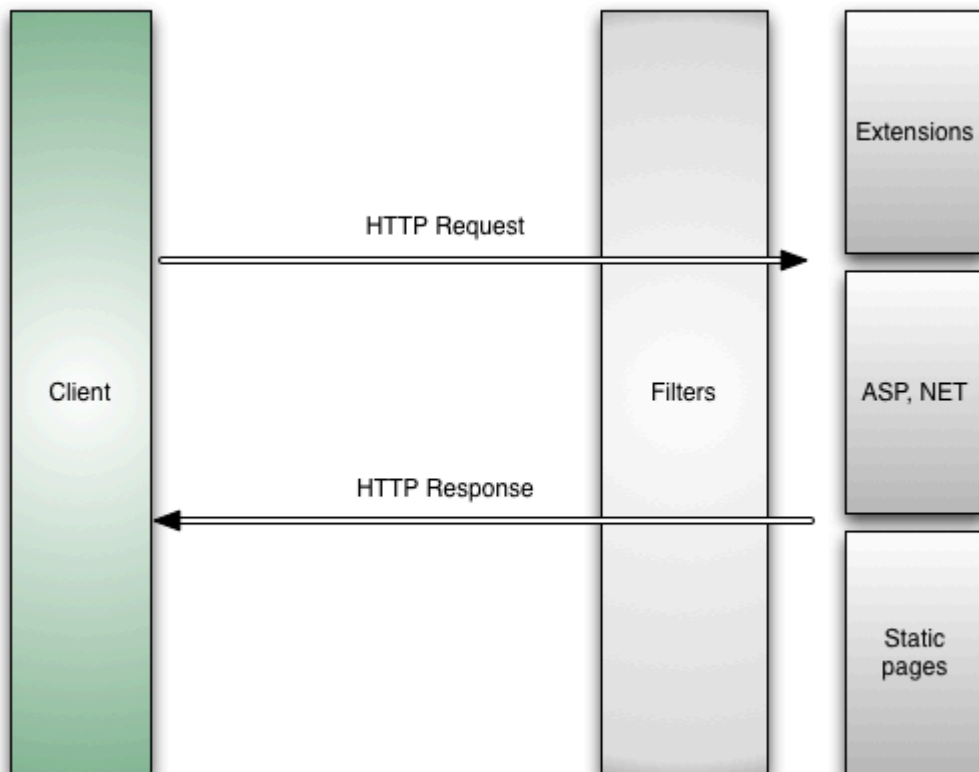 Extensions
HTTP Request
Client
Filters
ASP, NET
HTTP Response
Static
pages